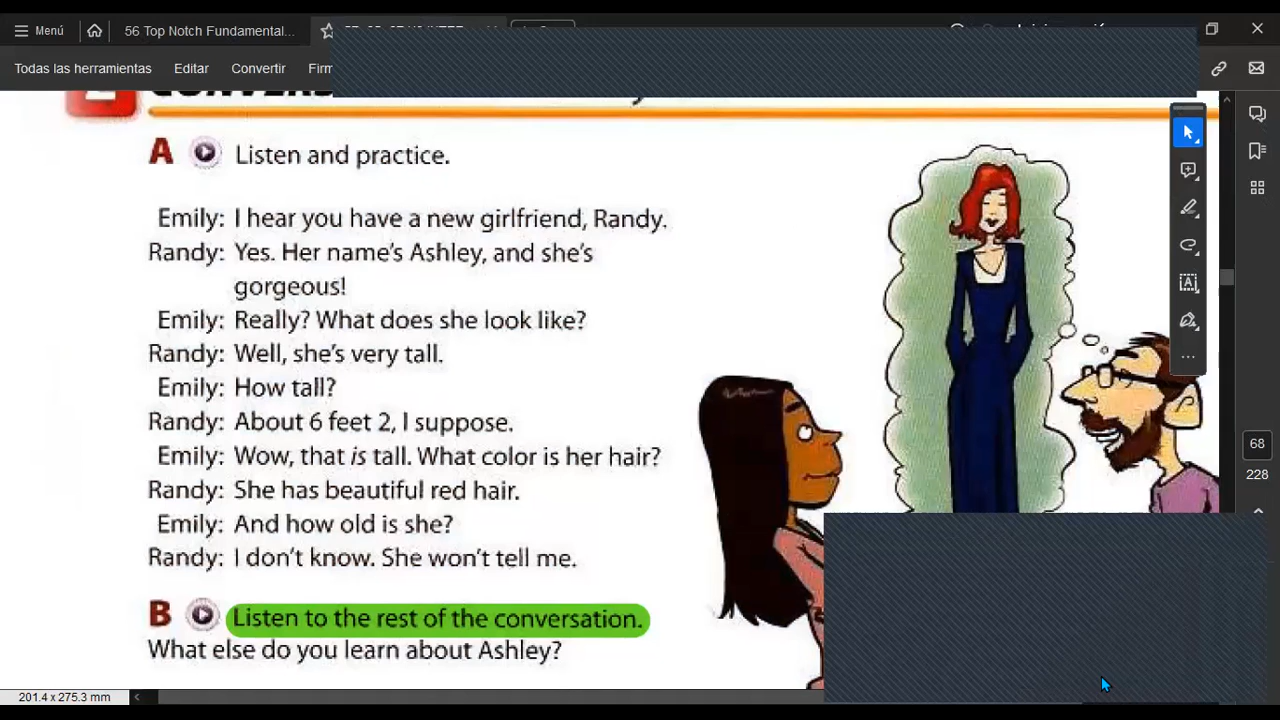 Menú
56 Top Notch Fundamental...
Todas las herramientas
Editar
Convertir
A Listen and practice.
Emily: I hear you have a new girlfriend, Randy.
Randy: Yes. Her name's Ashley, and she's
gorgeous!
Emily: Really? What does she look like?
Randy: Well, she's very tall.
Emily: How tall?
Randy: About 6 feet 2, I suppose.
Emily: Wow, that is tall. What color is her hair?
Randy: She has beautiful red hair.
Emily: And how old is she?
Randy: I don't know. She won't tell me.
B Listen to the rest of the conversation.
What else do you learn about Ashley?
68
228
201.4 x 275.3 mm